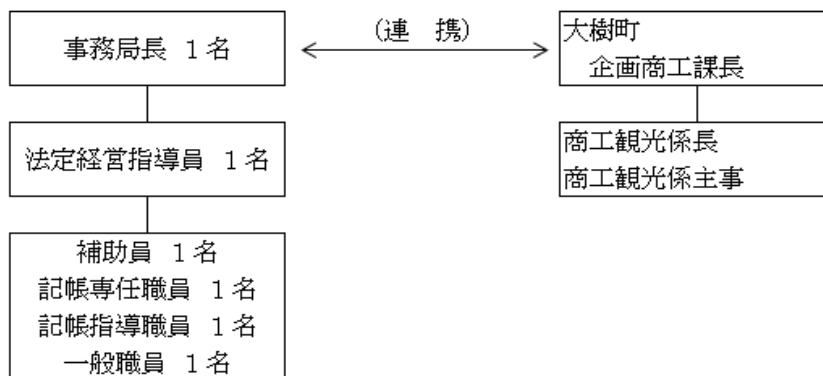 事務局長 １名
(連　携)
大樹町
企画商工課長
法定経営指導員 １名
商工観光係長
商工観光係主事
補助員 １名
記帳専任職員 １名
記帳指導職員 １名
一般職員 １名